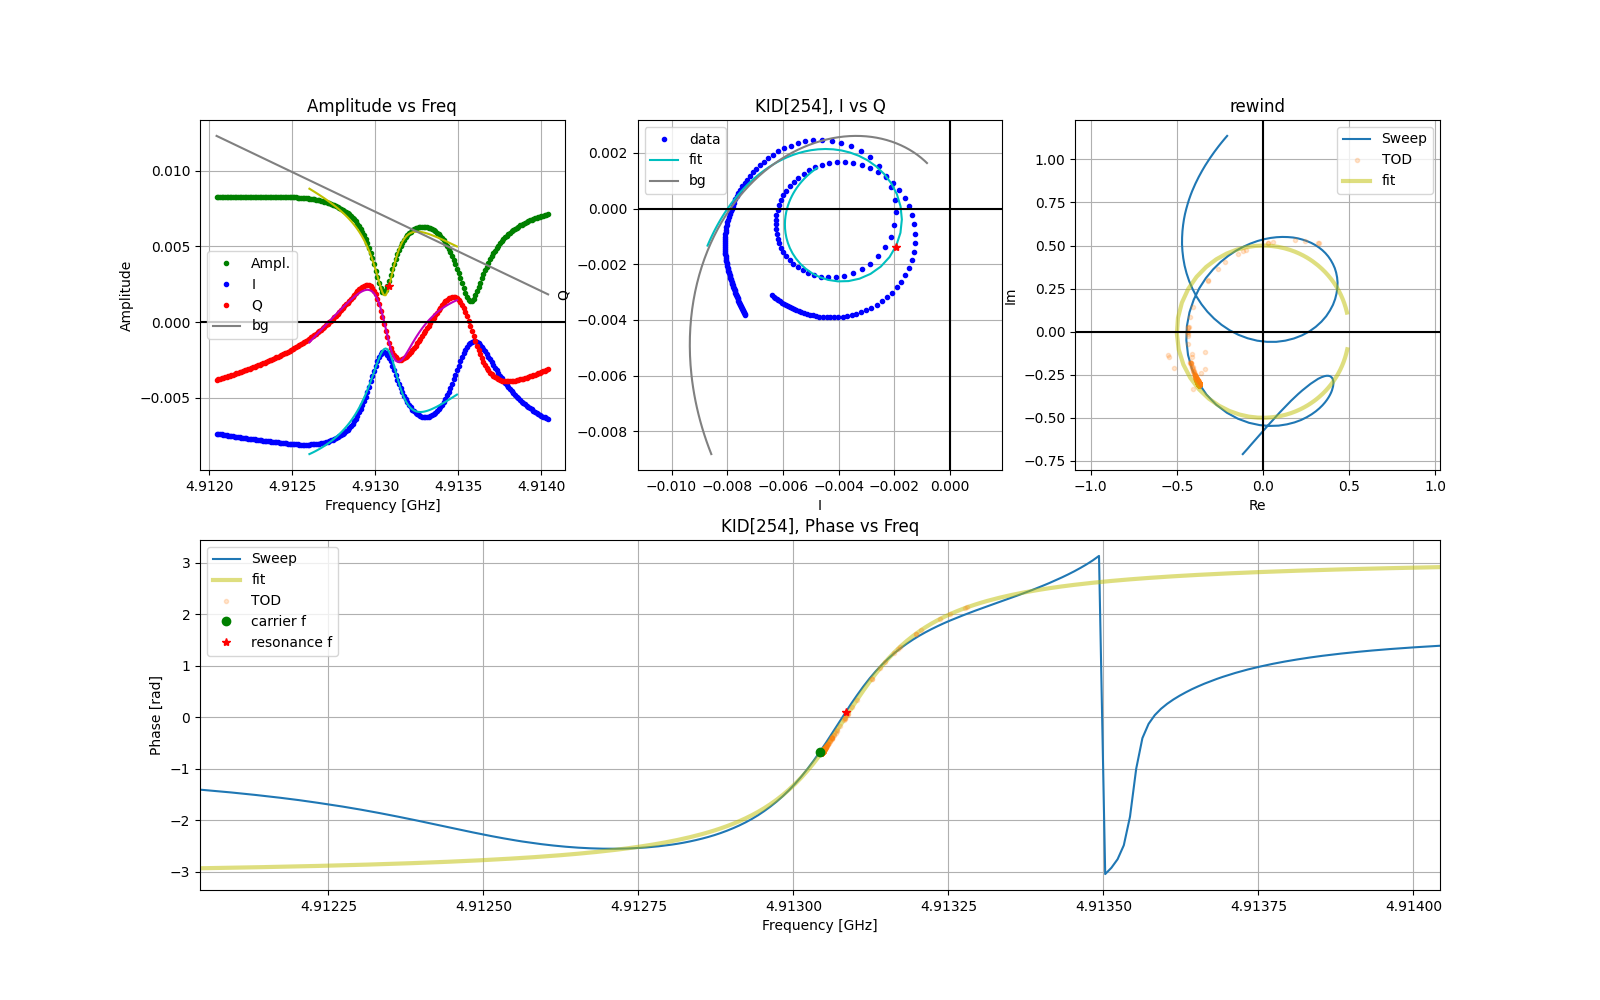 Amplitude vs Freq
Amplitude
0.010
0.005
0.000
−0.005
Ampl.
I
Q
bg
4.9120 4.9125 4.9130 4.9135 4.9140
Frequency [GHz]
KID[254], I vs Q
Q
0.002
0.000
−0.002
−0.004
−0.006
−0.008
data
fit
bg
−0.010 −0.008 −0.006 −0.004 −0.002 0.000
I
rewind
Im
1.00
0.75
0.50
0.25
0.00
−0.25
−0.50
−0.75
Sweep
TOD
fit
−1.0 −0.5 0.0 0.5 1.0
Re
KID[254], Phase vs Freq
Phase [rad]
3
2
1
0
−1
−2
−3
Sweep
fit
TOD
carrier f
resonance f
4.91225 4.91250 4.91275 4.91300 4.91325 4.91350 4.91375 4.91400
Frequency [GHz]